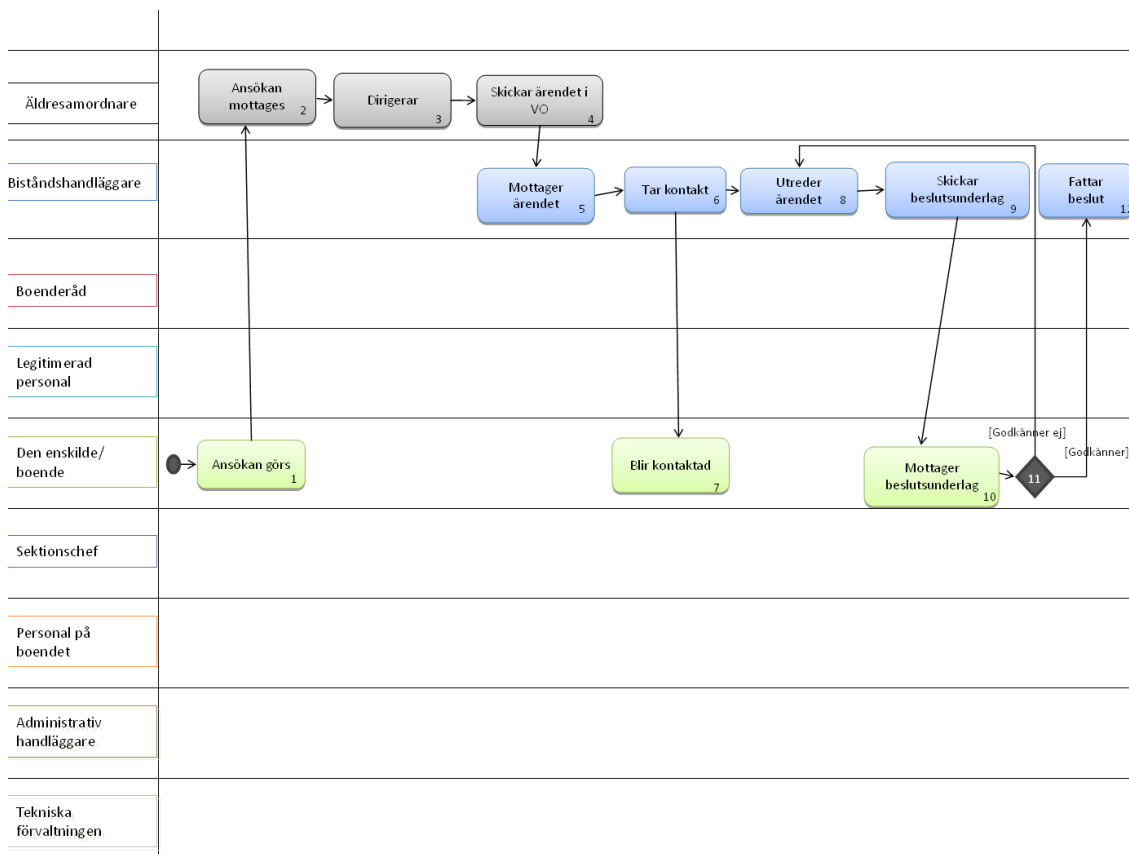 Äldresamordnare
Ansökan
mottages
2
Dirigerar
3
Skickar ärendet i
VO
4
Biståndshandläggare
Mottager
ärendet
5
Tar kontakt
6
Utreder
ärendet
8
Skickar
beslutsunderlag
9
Fattar
beslut
12
Boenderåd
Legitimerad
personal
Den enskilde/
boende
Ansökan görs
1
Blir kontaktad
7
Mottager
beslutsunderlag
10
11
[Godkänner ej]
[Godkänner]
Sektionschef
Personal på
boendet
Administrativ
handläggare
Tekniska
förvaltningen